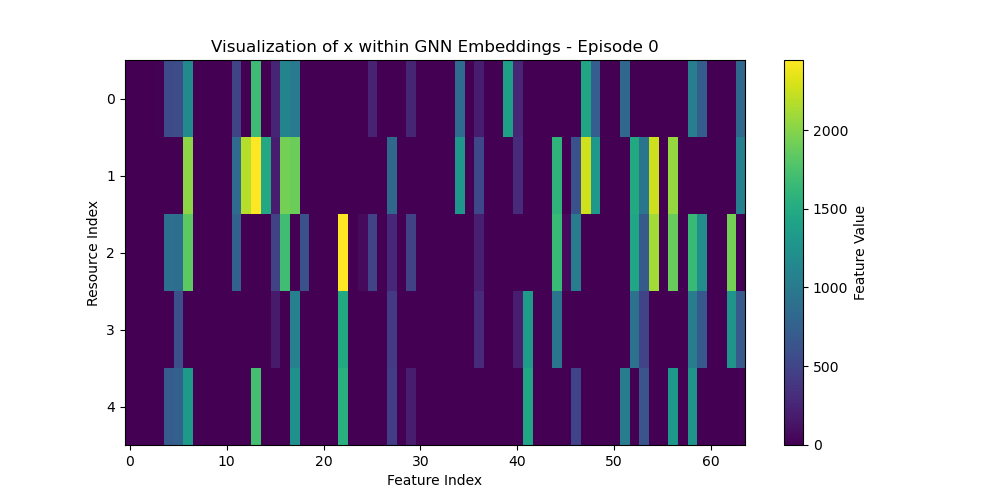 Visualization of x within GNN Embeddings - Episode 0
Resource Index
0
1
2
3
4
0 10 20 30 40 50 60
Feature Index
2000
1500
1000
500
0
Feature Value